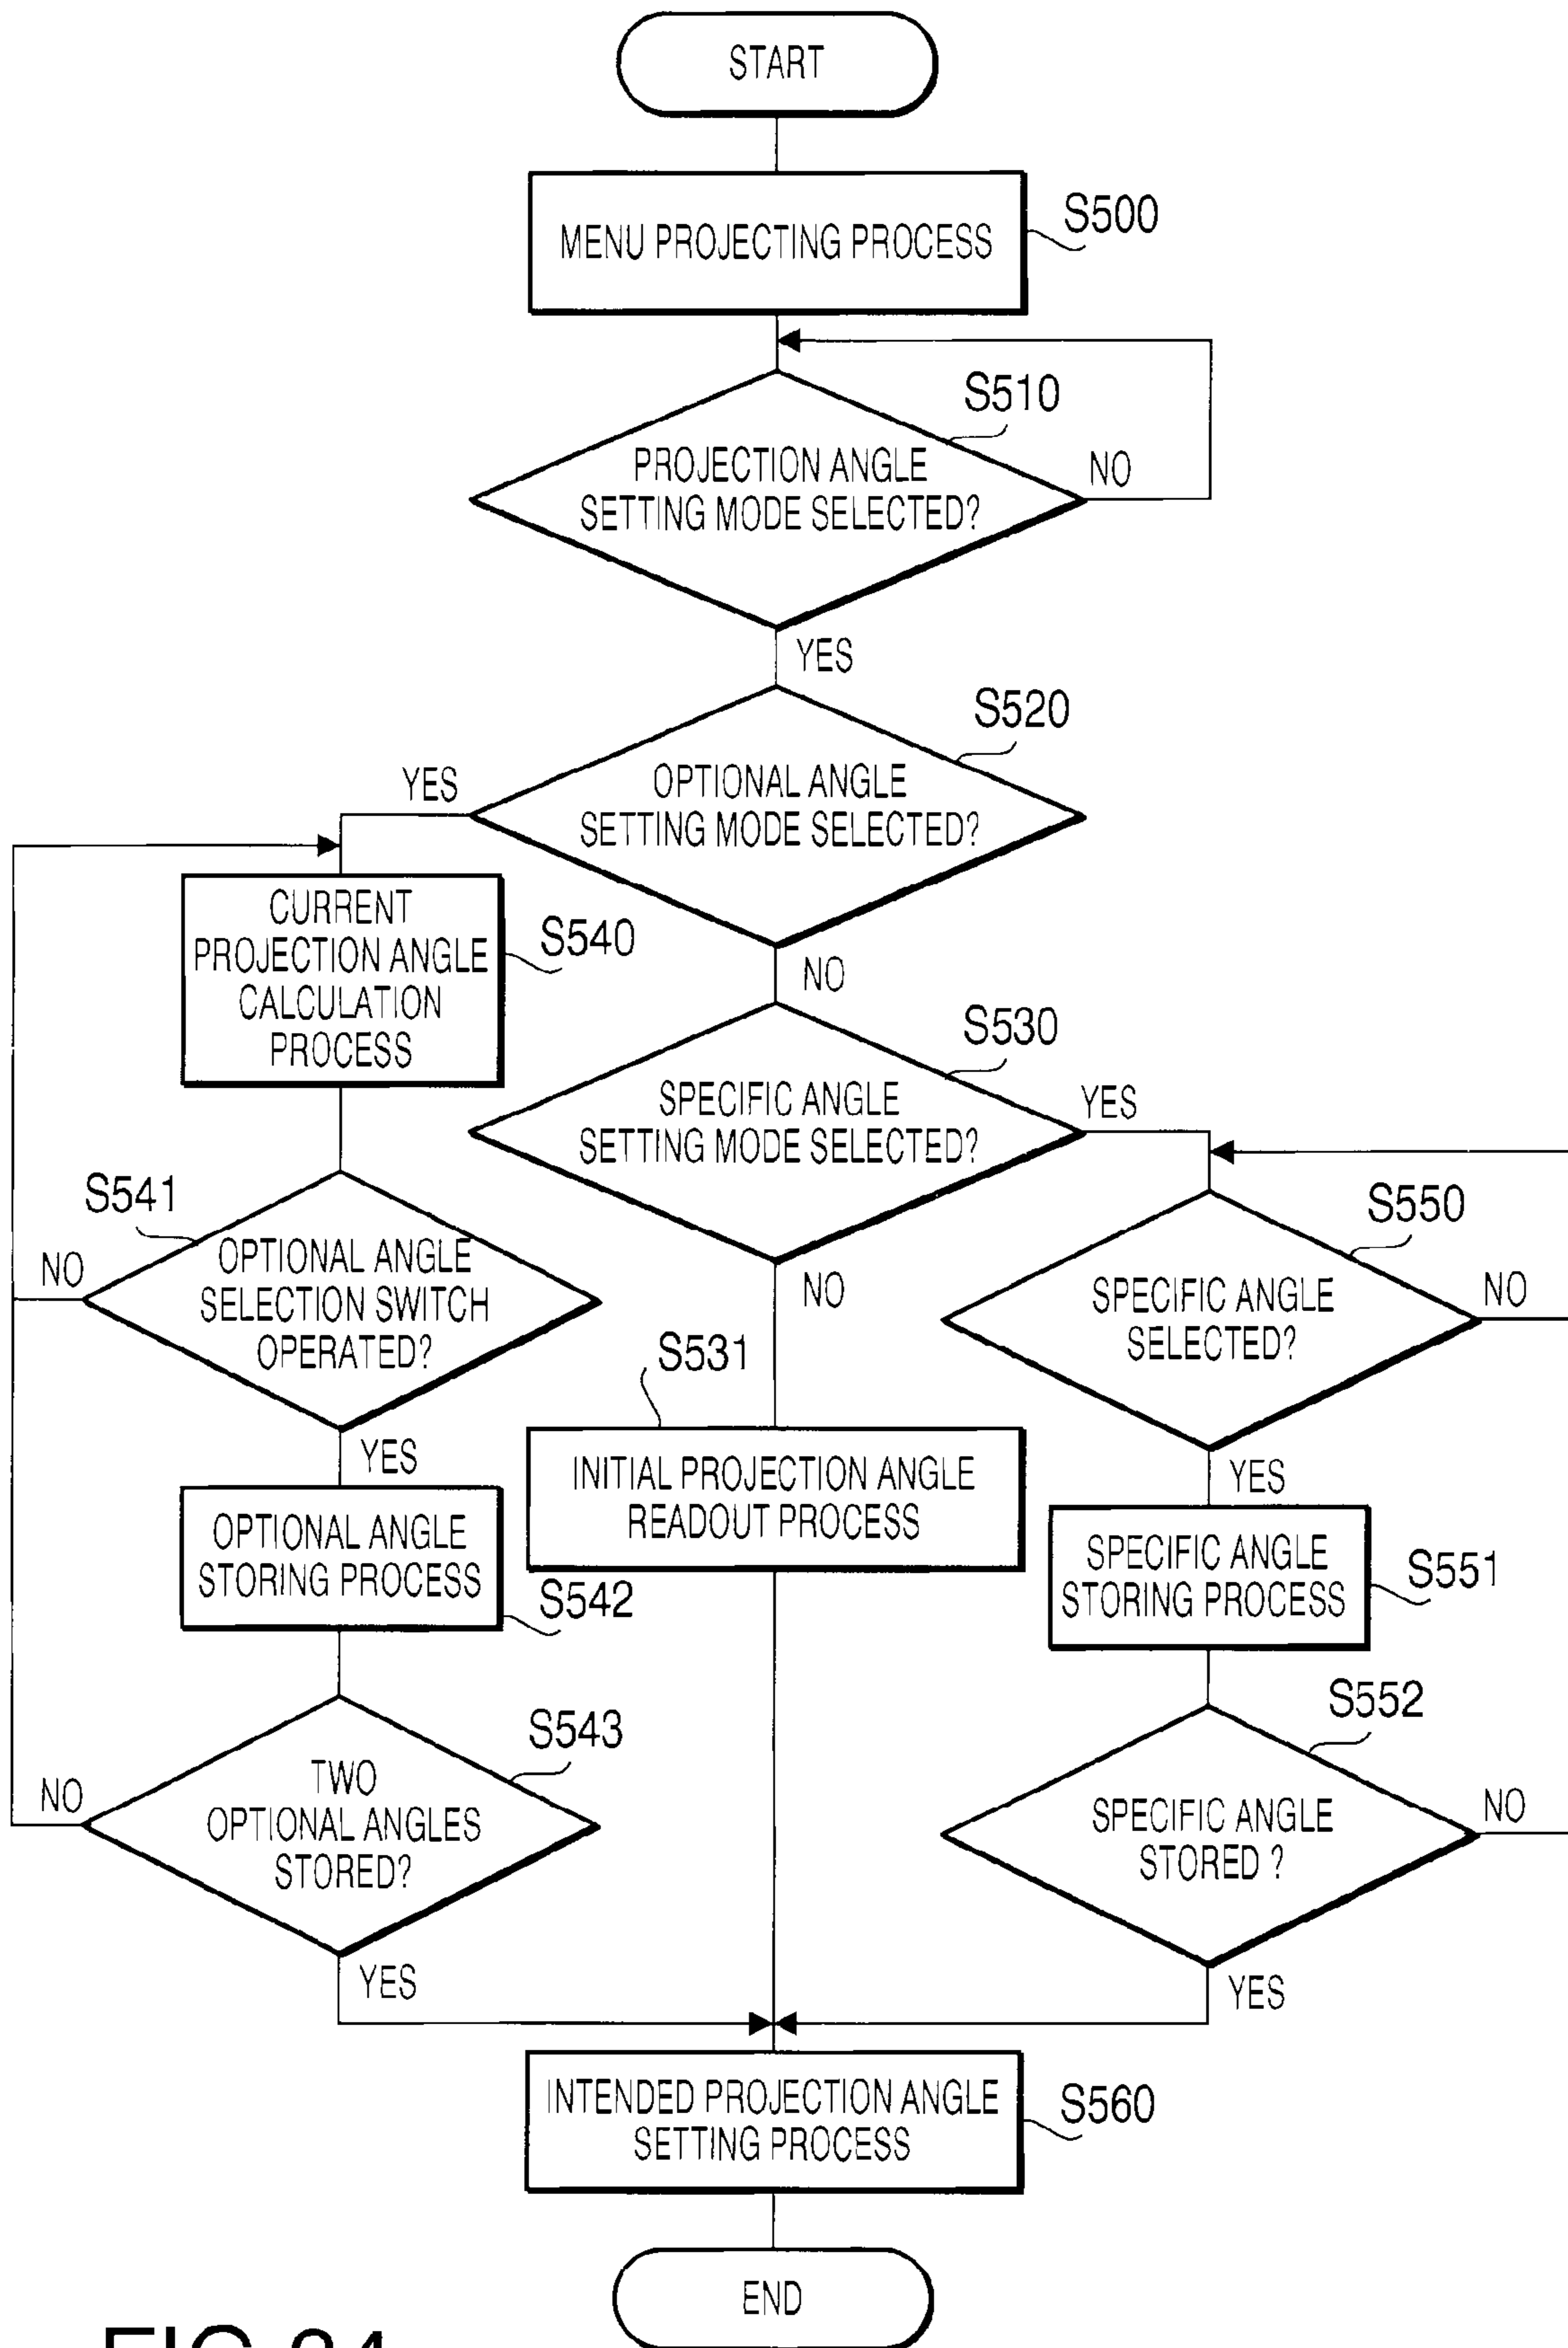 START
MENU PROJECTING PROCESS
S500
S510
PROJECTION ANGLE
SETTING MODE SELECTED?
NO
YES
S520
OPTIONAL ANGLE
SETTING MODE SELECTED?
YES
NO
CURRENT
PROJECTION ANGLE
CALCULATION
PROCESS
S540
S530
SPECIFIC ANGLE
SETTING MODE SELECTED?
YES
NO
S541
OPTIONAL ANGLE
SELECTION SWITCH
OPERATED?
NO
YES
S550
SPECIFIC ANGLE
SELECTED?
NO
YES
S531
INITIAL PROJECTION ANGLE
READOUT PROCESS
OPTIONAL ANGLE
STORING PROCESS
S542
SPECIFIC ANGLE
STORING PROCESS
S551
S543
TWO
OPTIONAL ANGLES
STORED?
NO
YES
S552
SPECIFIC ANGLE
STORED ?
NO
YES
INTENDED PROJECTION ANGLE
SETTING PROCESS
S560
END